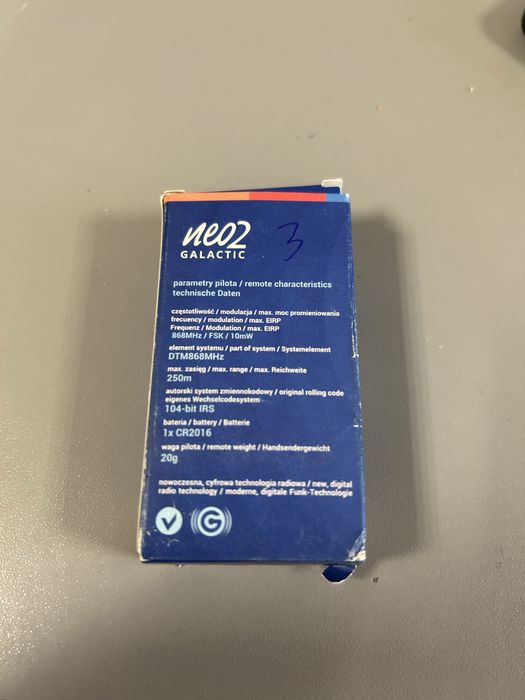 neo2
3
GALACTIC
parametry pilota / remote characteristics
technische Daten
częstotliwość / modulacja / max. moc promieniowania
frecuency / modulation / max. EIRP
Frequenz / Modulation / max. EIRP
868MHz / FSK / 10mW
element systemu / part of system / Systemelement
DTM868MHz
max. zasięg / max. range / max. Reichweite
250m
autorski system zmiennokodowy / original rolling code
eigenes Wechselcodesystem
104-bit IRS
bateria / battery / Batterie
1x CR2016
waga pilota / remote weight / Handsendergewicht
20g
nowoczesna, cyfrowa technologia radiowa / new, digital
radio technology / moderne, digitale Funk-Technologie
G